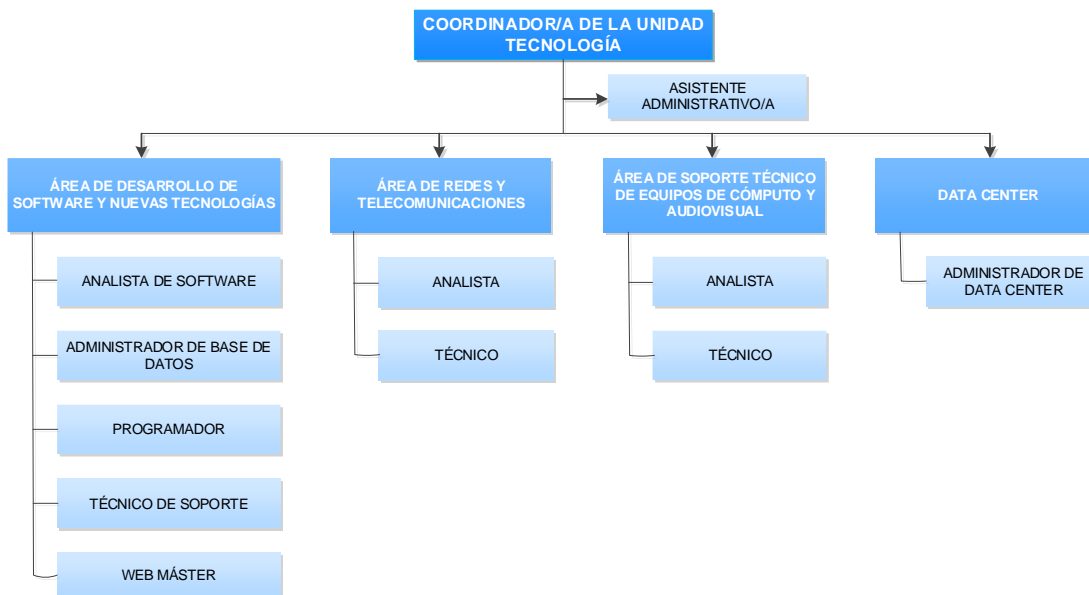 COORDINADOR/A DE LA UNIDAD
TECNOLOGÍA
ASISTENTE
ADMINISTRATIVO/A
ÁREA DE DESARROLLO DE
SOFTWARE Y NUEVAS TECNOLOGÍAS
ANALISTA DE SOFTWARE
ADMINISTRADOR DE BASE DE
DATOS
PROGRAMADOR
TÉCNICO DE SOPORTE
WEB MÁSTER
ÁREA DE REDES Y
TELECOMUNICACIONES
ANALISTA
TÉCNICO
ÁREA DE SOPORTE TÉCNICO
DE EQUIPOS DE CÓMPUTO Y
AUDIOVISUAL
ANALISTA
TÉCNICO
DATA CENTER
ADMINISTRADOR DE
DATA CENTER